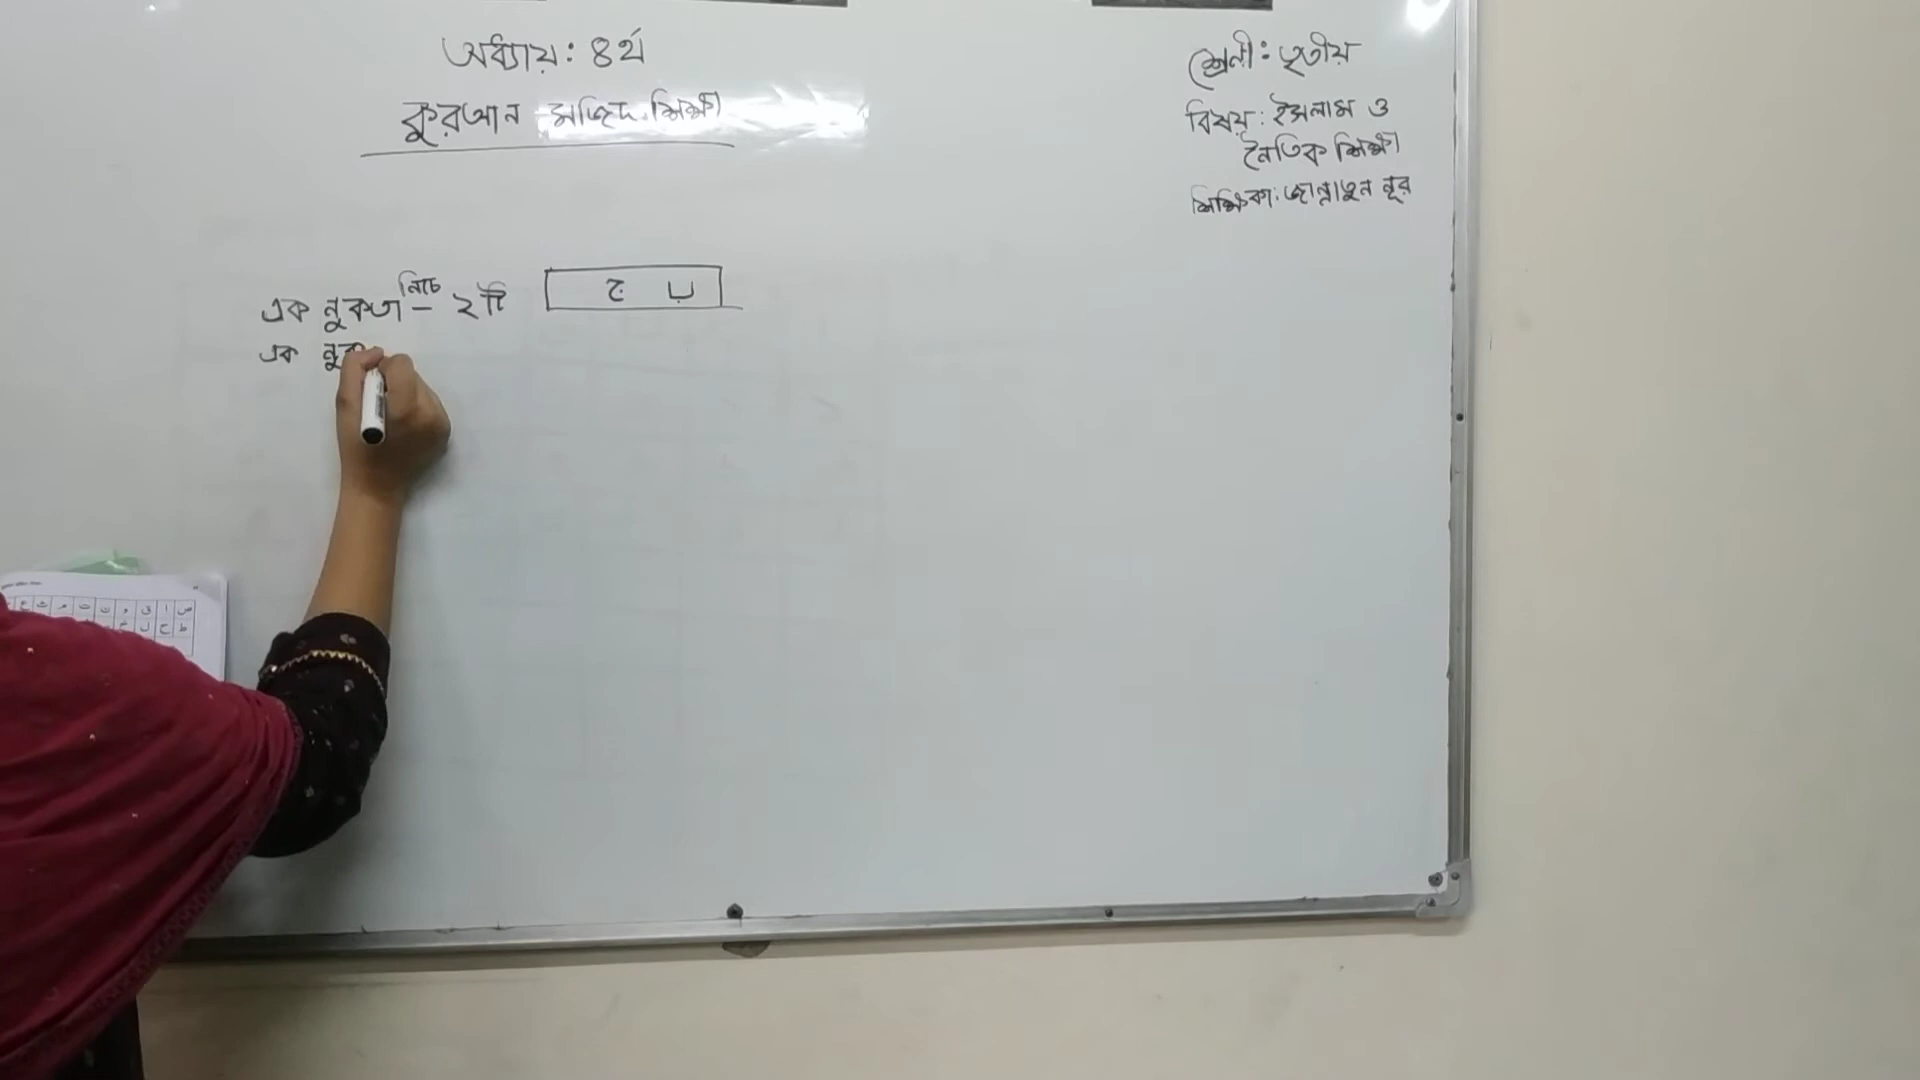 অধ্যায়: ৪র্থ
কুরআন মজিদ শিক্ষা
শ্রেণী: তৃতীয়
বিষয়: ইসলাম ও
নৈতিক শিক্ষা
শিক্ষিকা: জান্নাতুন নূর
এক নুকতা নিচে – ২টি ج ب
এক নুক